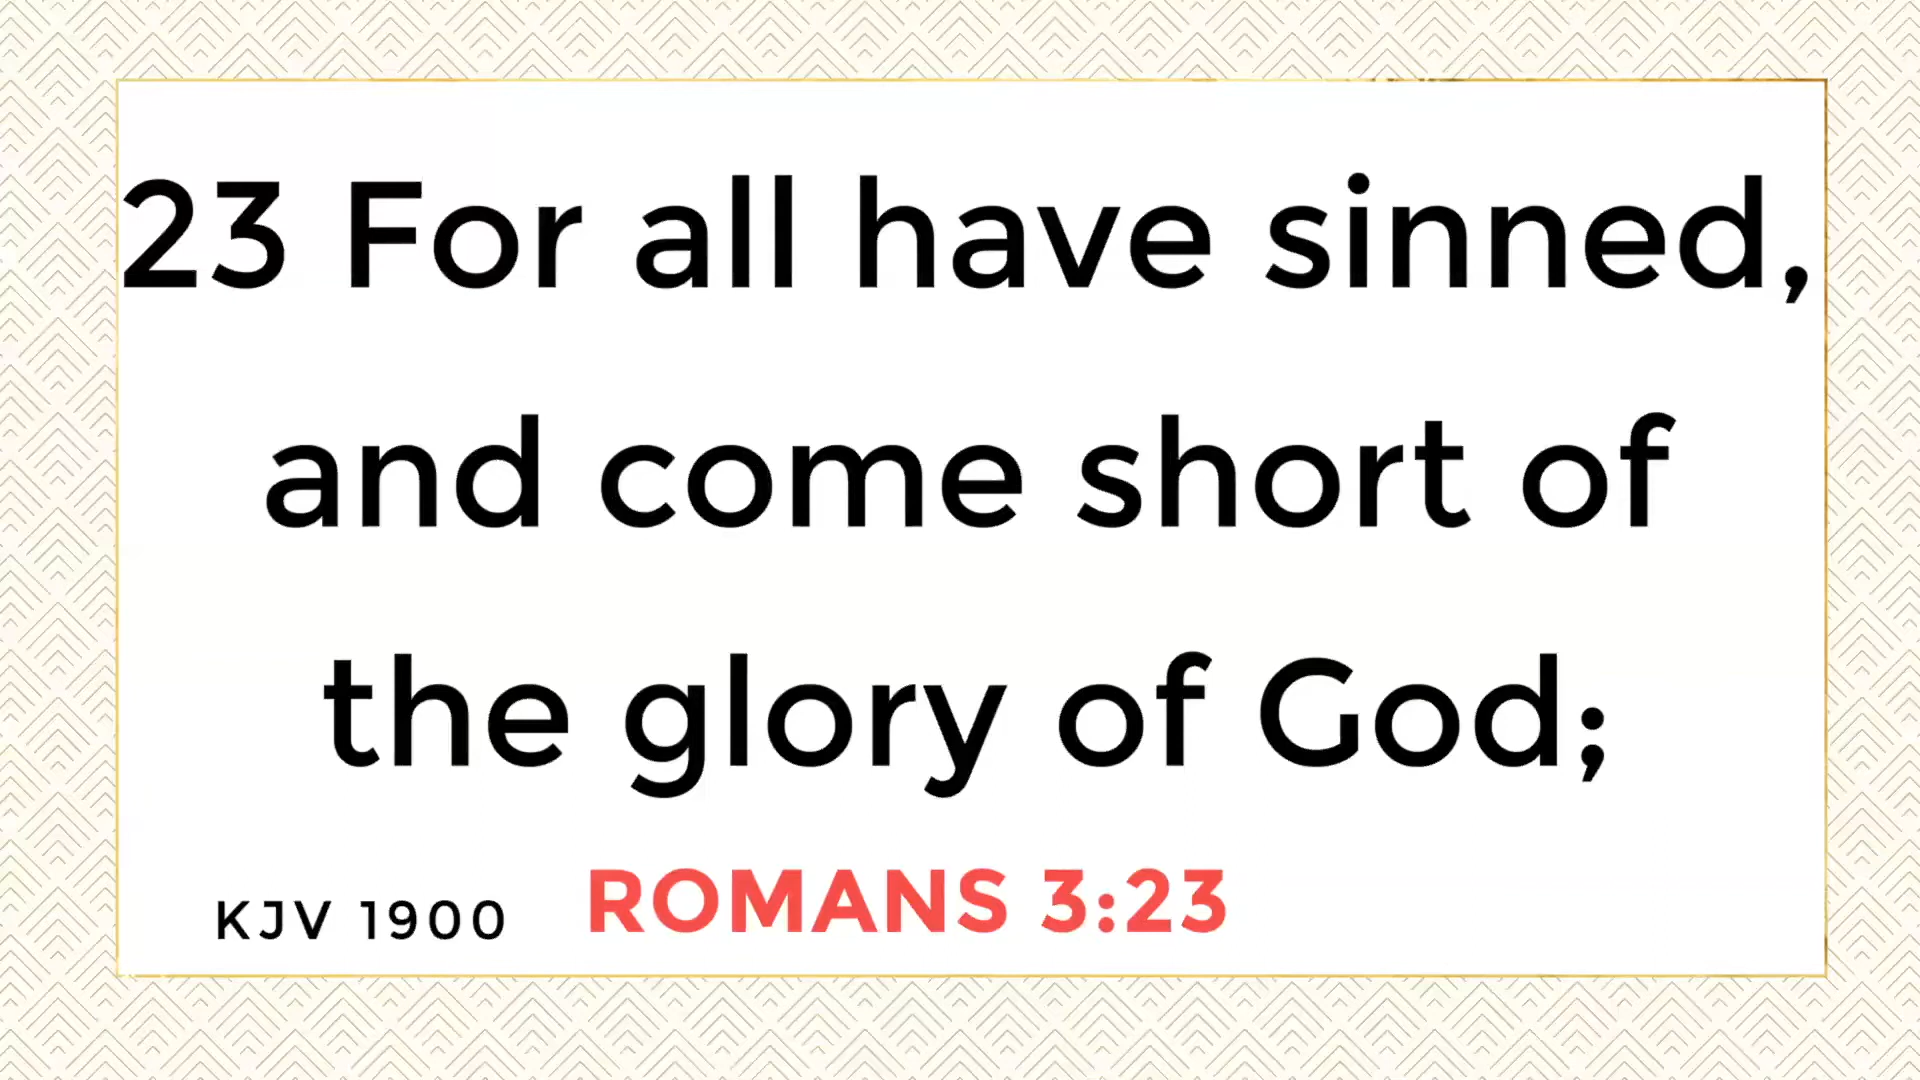 23 For all have sinned,
and come short of
the glory of God;
KJV 1900 ROMANS 3:23